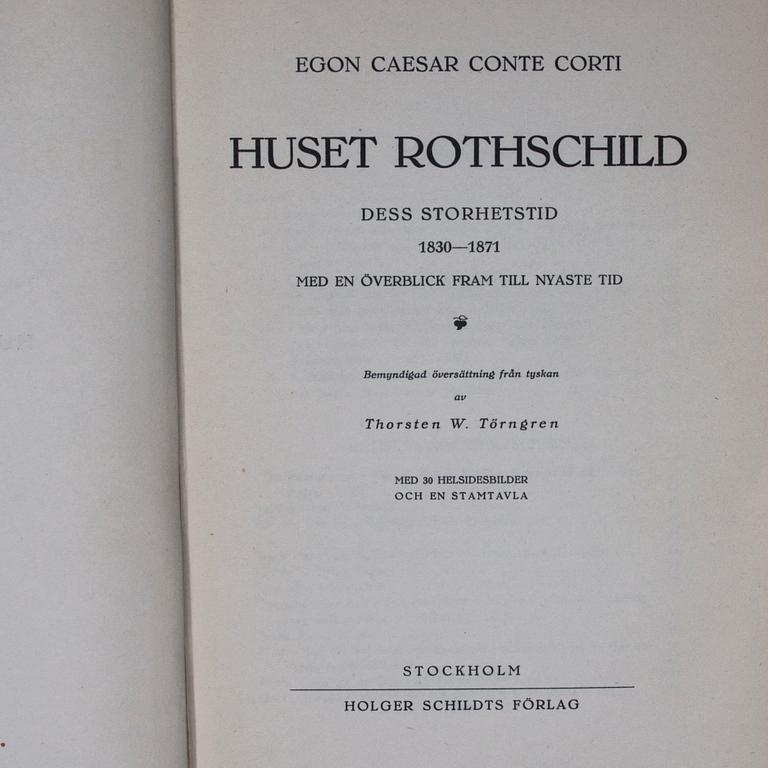 EGON CAESAR CONTE CORTI
HUSET ROTHSCHILD
DESS STORHETSTID
1830—1871
MED EN ÖVERBLICK FRAM TILL NYASTE TID
Bemyndigad översättning från tyskan
av
Thorsten W. Törngren
MED 30 HELSIDESBILDER
OCH EN STAMTAVLA
STOCKHOLM
HOLGER SCHILDTS FÖRLAG